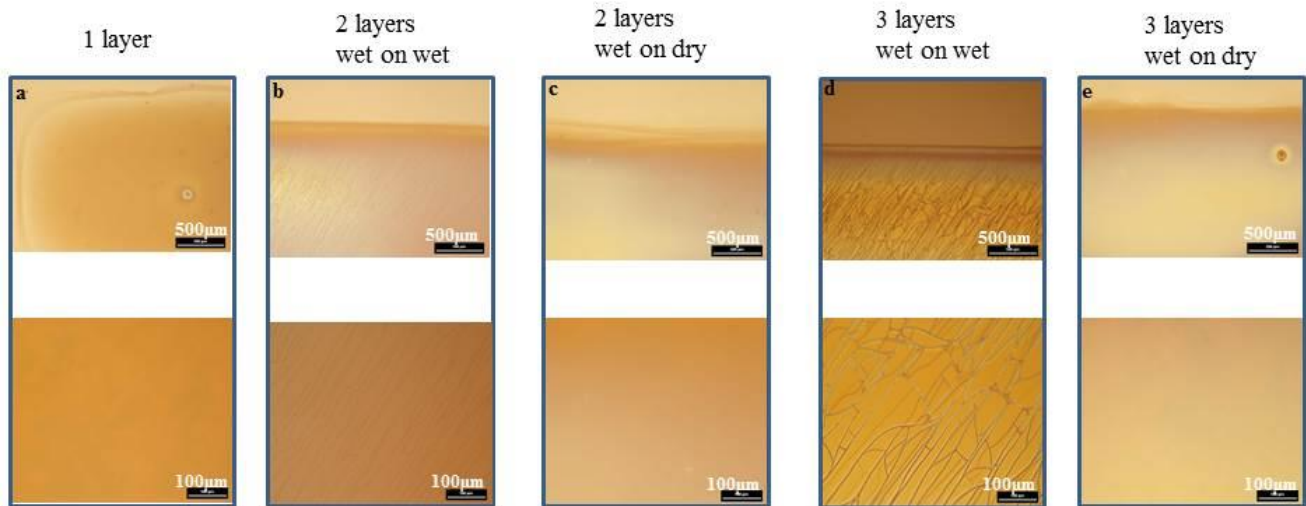 1 layer
2 layers
wet on wet
2 layers
wet on dry
3 layers
wet on wet
3 layers
wet on dry
a
b
c
d
e
500μm
500μm
500μm
500μm
500μm
100μm
100μm
100μm
100μm
100μm